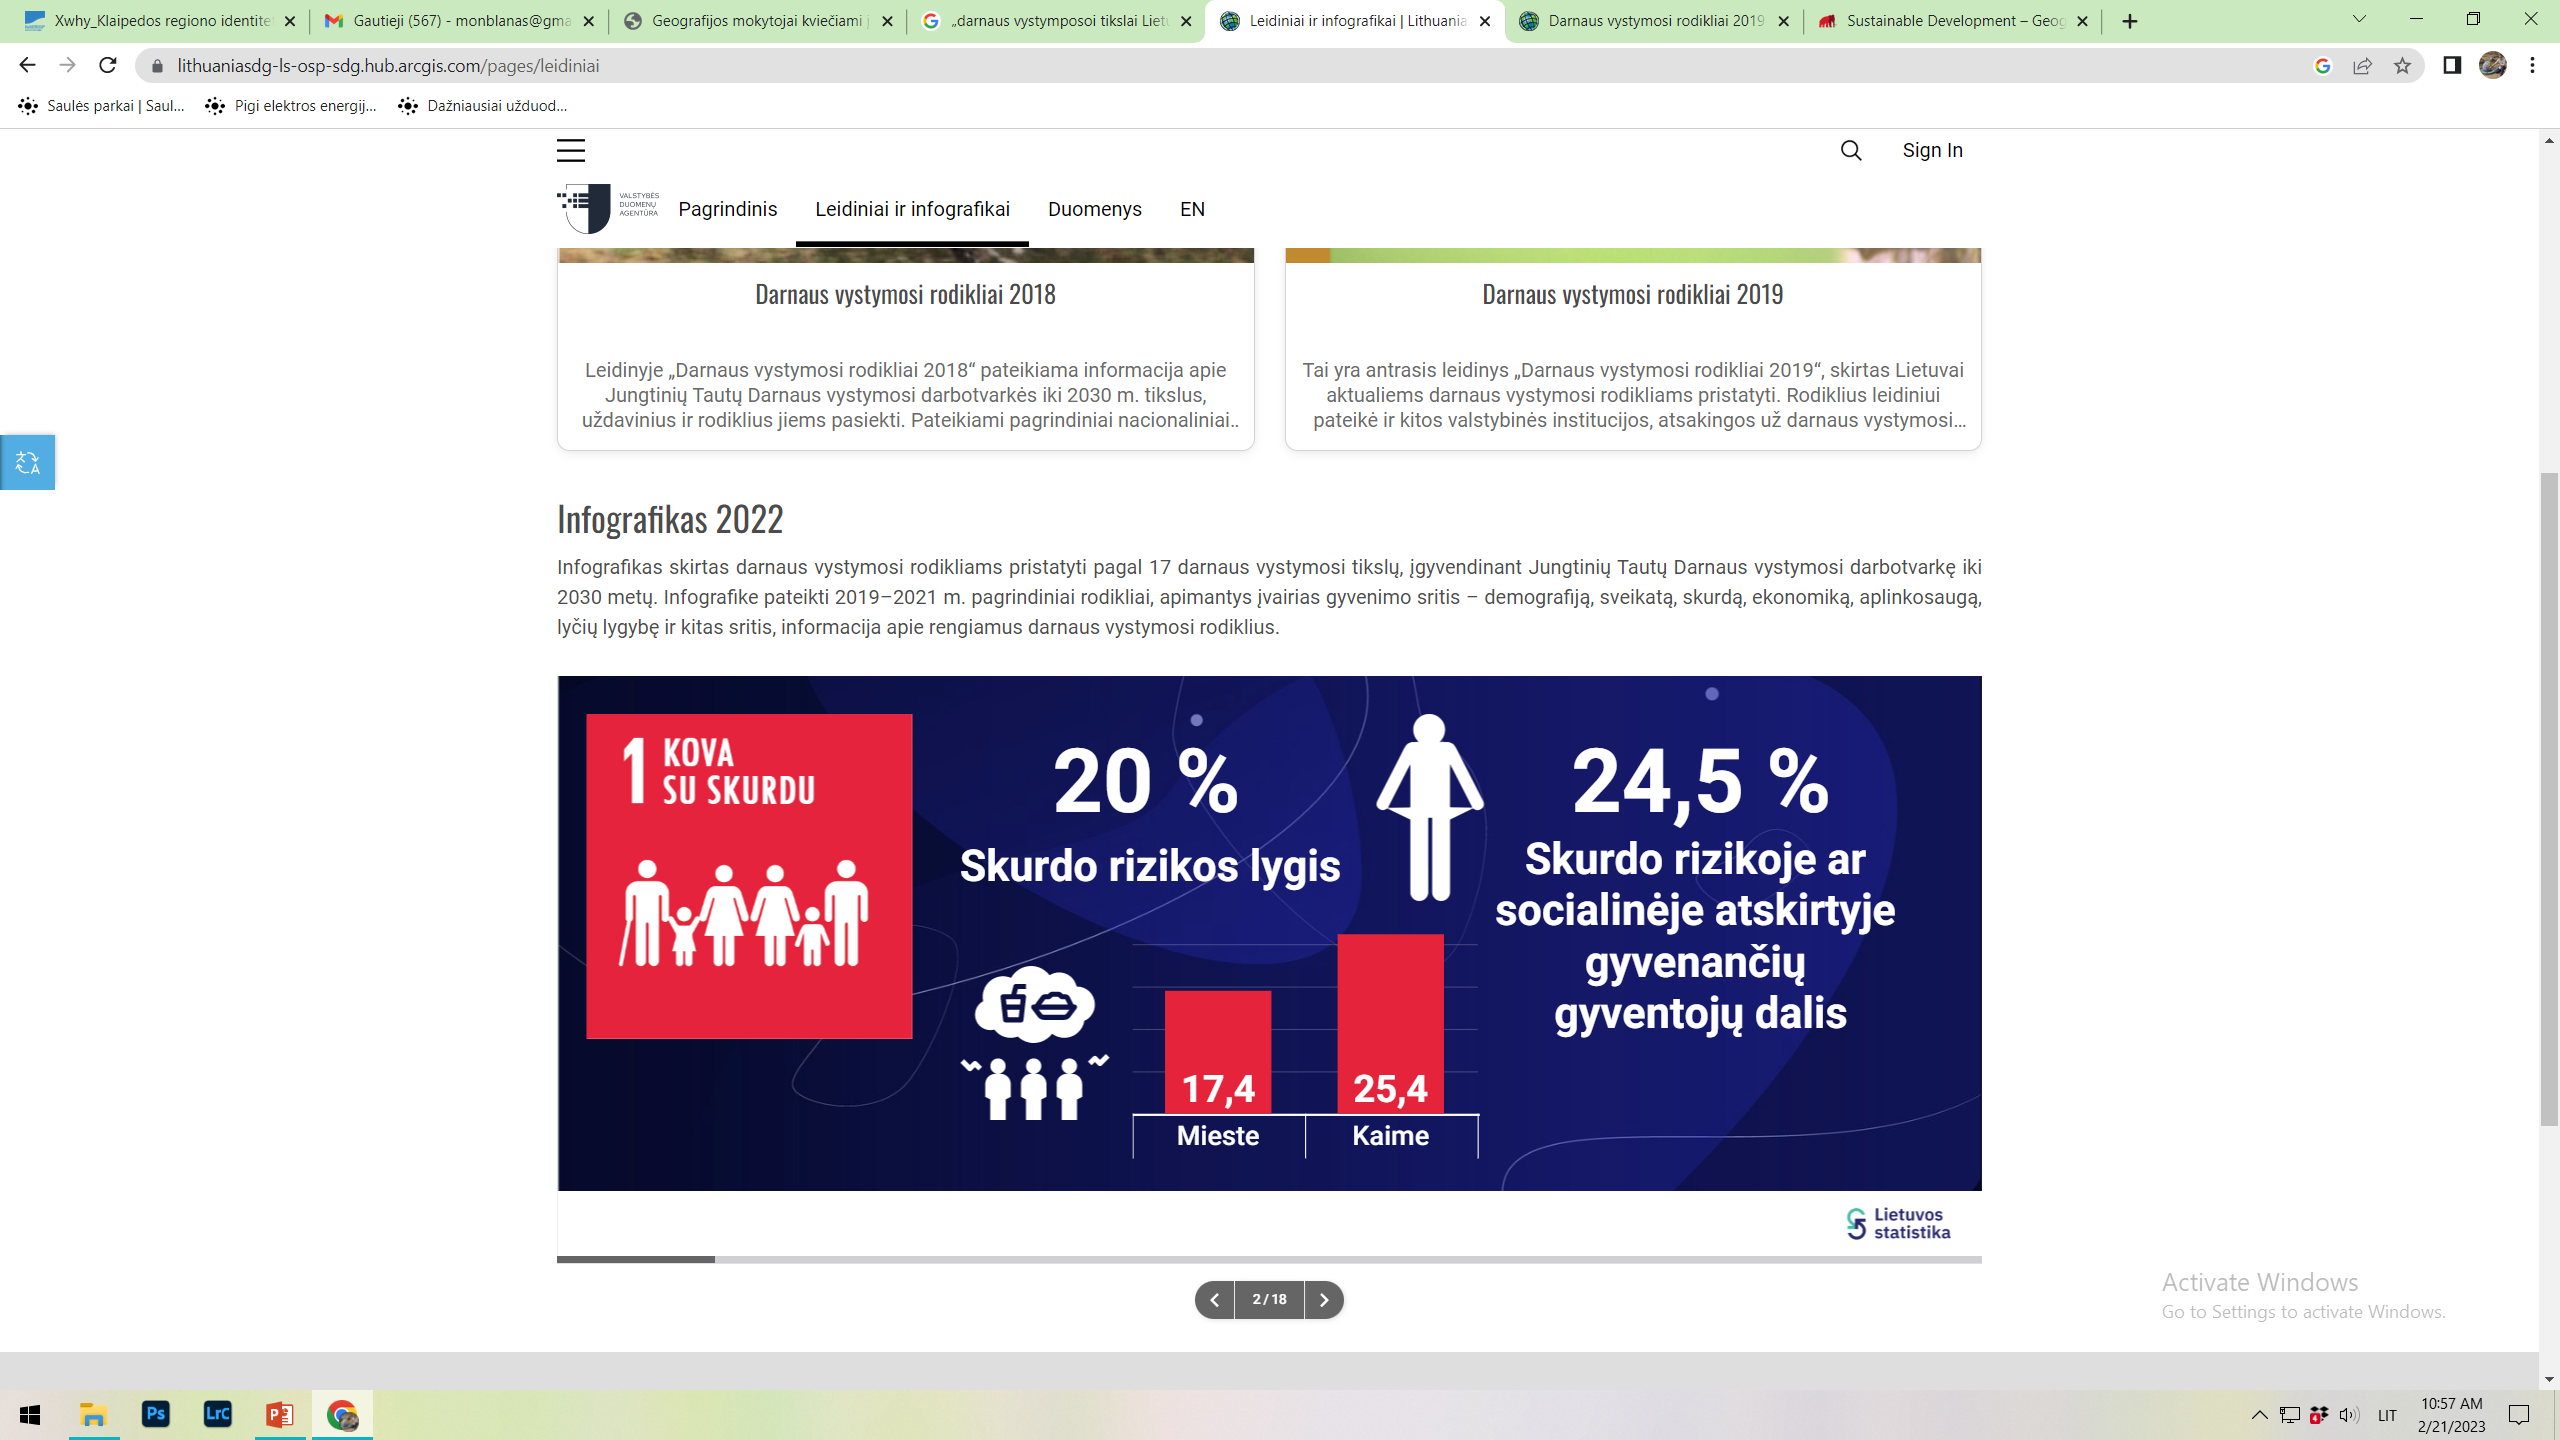 Xwhy_Klaipedos regiono identitet
Gautieji (567) - monblanas@gma
Geografijos mokytojai kviečiami į
„darnaus vystymposoi tikslai Lietu
Leidiniai ir infografikai | Lithuania
Darnaus vystymosi rodikliai 2019
Sustainable Development – Geog
lithuaniasdg-ls-osp-sdg.hub.arcgis.com/pages/leidiniai
Saulės parkai | Saul...
Pigi elektros energij...
Dažniausiai užduod...
Sign In
VALSTYBĖS
DUOMENŲ
AGENTŪRA
Pagrindinis
Leidiniai ir infografikai
Duomenys
EN
Darnaus vystymosi rodikliai 2018
Leidinyje „Darnaus vystymosi rodikliai 2018“ pateikiama informacija apie
Jungtinių Tautų Darnaus vystymosi darbotvarkės iki 2030 m. tikslus,
uždavinius ir rodiklius jiems pasiekti. Pateikiami pagrindiniai nacionaliniai..
Darnaus vystymosi rodikliai 2019
Tai yra antrasis leidinys „Darnaus vystymosi rodikliai 2019“, skirtas Lietuvai
aktualiems darnaus vystymosi rodikliams pristatyti. Rodiklius leidiniui
pateikė ir kitos valstybinės institucijos, atsakingos už darnaus vystymosi...
Infografikas 2022
Infografikas skirtas darnaus vystymosi rodikliams pristatyti pagal 17 darnaus vystymosi tikslų, įgyvendinant Jungtinių Tautų Darnaus vystymosi darbotvarkę iki
2030 metų. Infografike pateikti 2019–2021 m. pagrindiniai rodikliai, apimantys įvairias gyvenimo sritis – demografiją, sveikatą, skurdą, ekonomiką, aplinkosaugą,
lyčių lygybę ir kitas sritis, informacija apie rengiamus darnaus vystymosi rodiklius.
1 KOVA
SU SKURDU
20 %
Skurdo rizikos lygis
17,4
25,4
Mieste
Kaime
24,5 %
Skurdo rizikoje ar
socialinėje atskirtyje
gyvenančių
gyventojų dalis
Lietuvos
statistika
2 / 18
Activate Windows
Go to Settings to activate Windows.
Ps
LrC
P
4
LIT
10:57 AM
2/21/2023